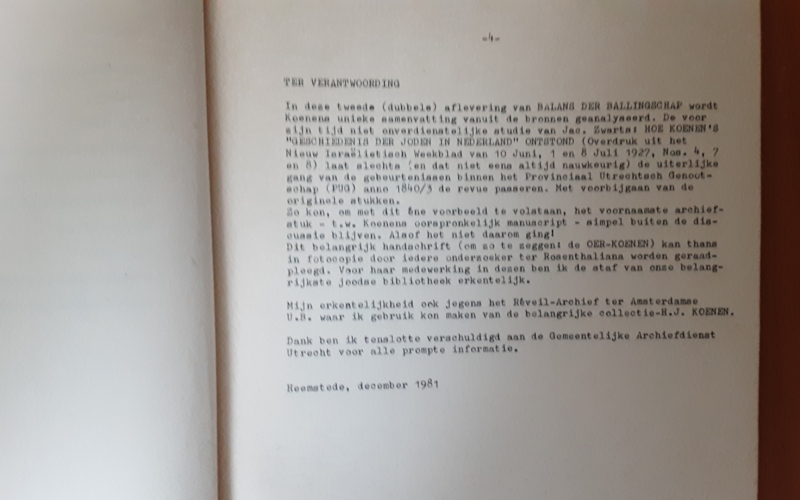 -4-
TER VERANTWOORDING
In deze tweede (dubbele) aflevering van BALANS DER BALLINGSCHAP wordt
Koenens unieke samenvatting vanuit de bronnen geanalyseerd. De voor
zijn tijd niet onverdienstelijke studie van Jac. Zwarts: HOE KOENEN'S
"GESCHIEDENIS DER JODEN IN NEDERLAND" ONTSTOND (Overdruk uit het
Nieuw Israëlietisch Weekblad van 10 Juni, 1 en 8 Juli 1927, Nos. 4, 7
en 8) laat slechts (en dat niet eens altijd nauwkeurig) de uiterlijke
gang van de gebeurtenissen binnen het Provinciaal Utrechtsch Genoot-
schap (PUG) anno 1840/3 de revue passeren. Met voorbijgaan van de
originele stukken.
Zo kon, om met dit éne voorbeeld te volstaan, het voornaamste archief-
stuk - t.w. Koenens oorspronkelijk manuscript - simpel buiten de dis-
cussie blijven. Alsof het niet daarom ging!
Dit belangrijk handschrift (om zo te zeggen: de OER-KOENEN) kan thans
in fotocopie door iedere onderzoeker ter Rosenthaliana worden geraad-
pleegd. Voor haar medewerking in dezen ben ik de staf van onze belang-
rijkste joodse bibliotheek erkentelijk.
Mijn erkentelijkheid ook jegens het Réveil-Archief ter Amsterdamse
U.B. waar ik gebruik kon maken van de belangrijke collectie-H.J. KOENEN.
Dank ben ik tenslotte verschuldigd aan de Gemeentelijke Archiefdienst
Utrecht voor alle prompte informatie.
Heemstede, december 1981